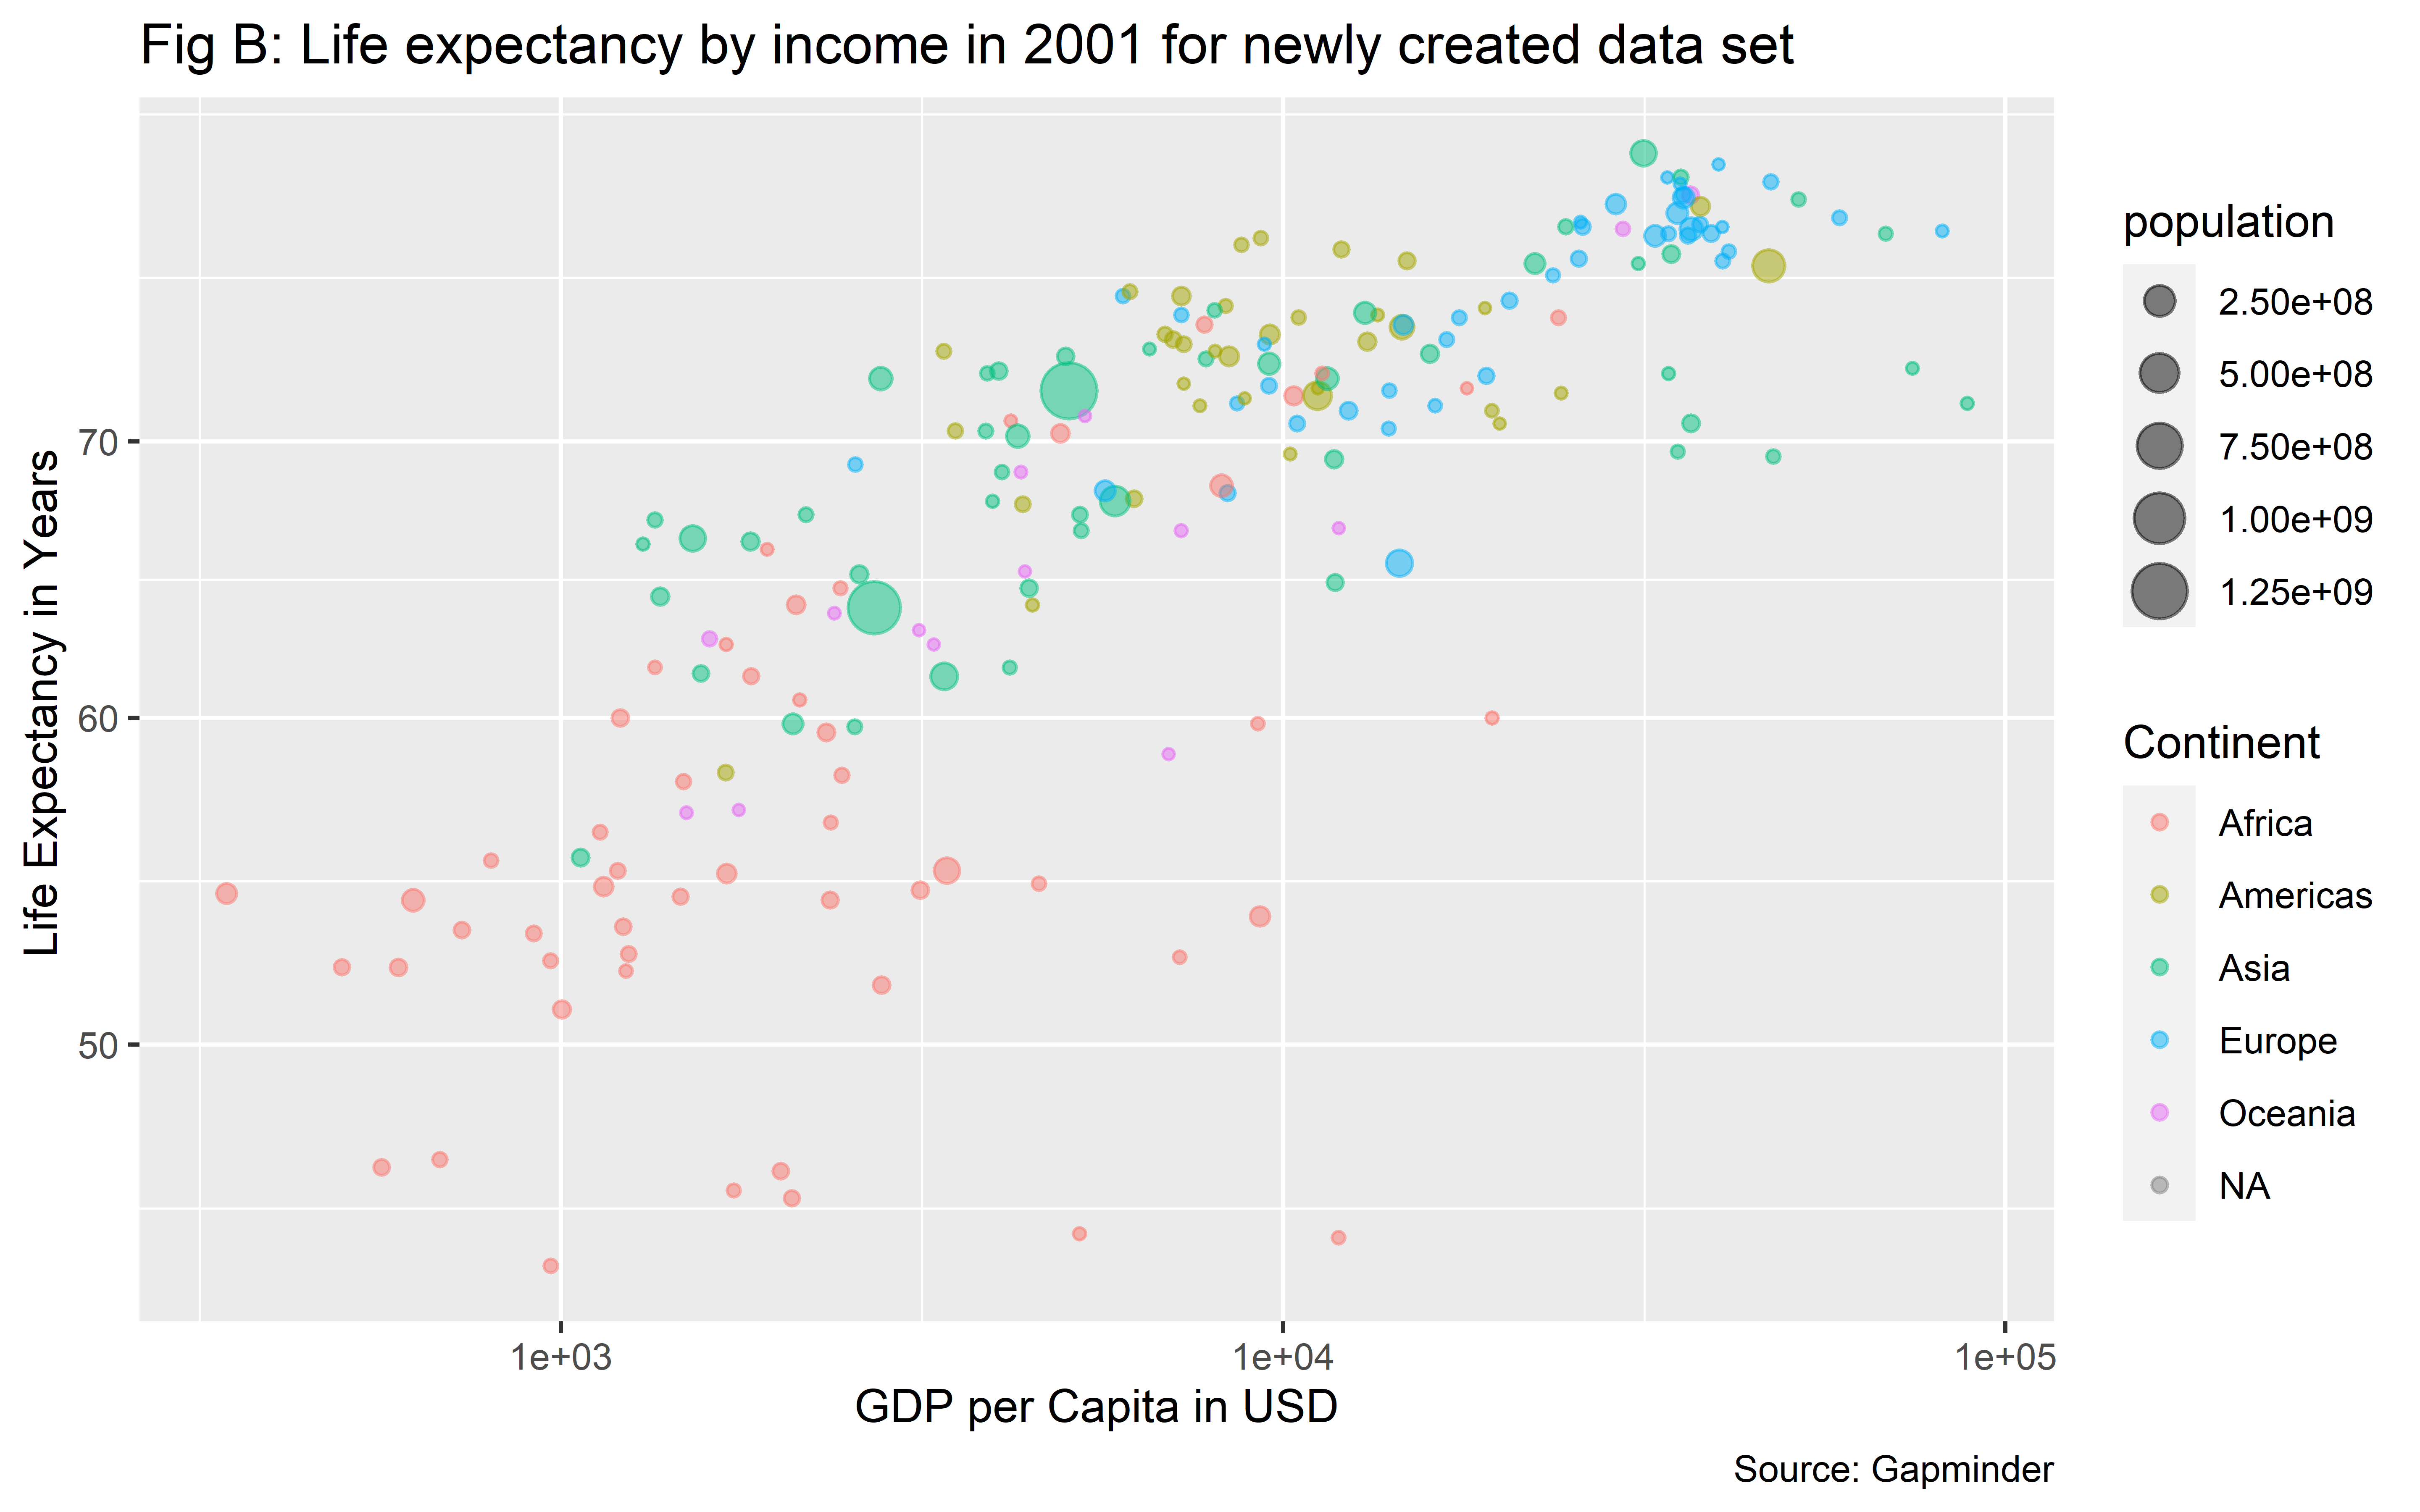 Fig B: Life expectancy by income in 2001 for newly created data set
Life Expectancy in Years
70
60
50
1e+03
1e+04
1e+05
GDP per Capita in USD
Source: Gapminder
population
2.50e+08
5.00e+08
7.50e+08
1.00e+09
1.25e+09
Continent
Africa
Americas
Asia
Europe
Oceania
NA